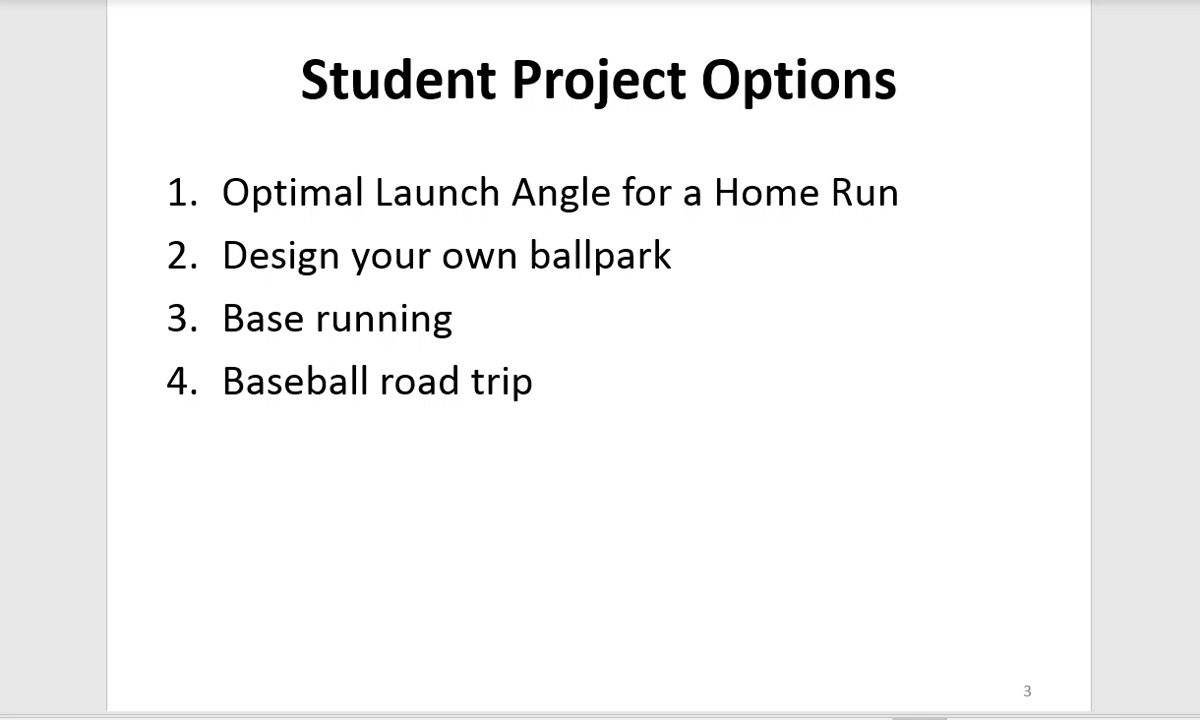 Student Project Options
1. Optimal Launch Angle for a Home Run
2. Design your own ballpark
3. Base running
4. Baseball road trip
3